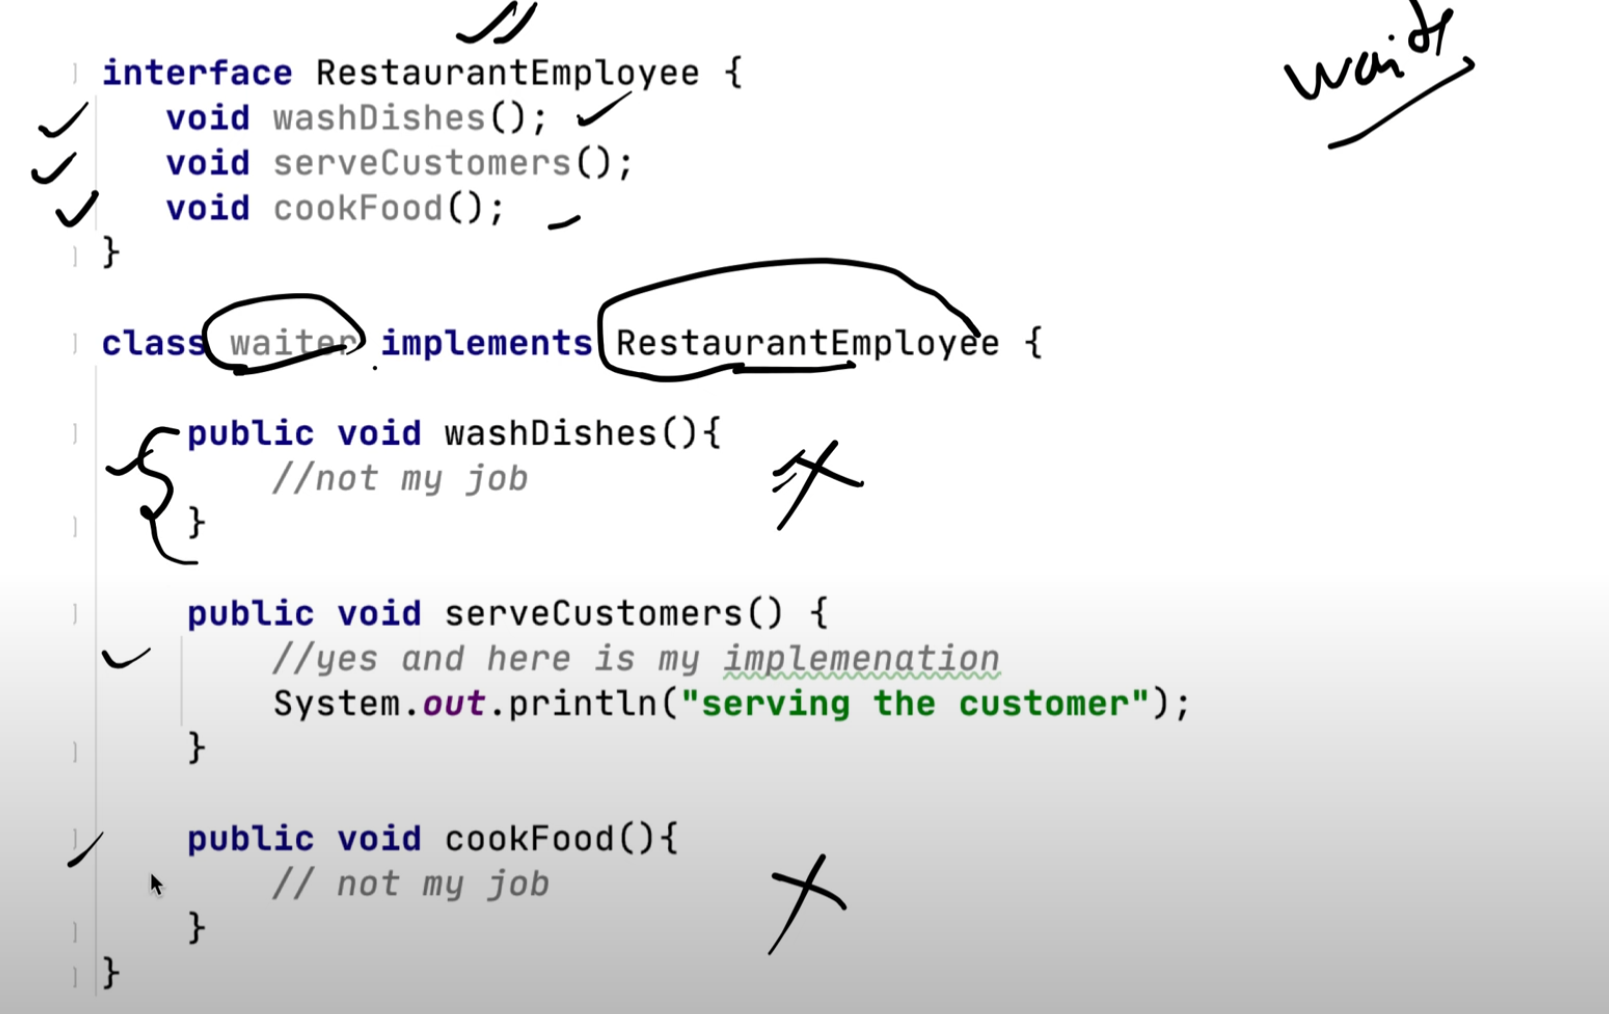 interface RestaurantEmployee {
void washDishes();
void serveCustomers();
void cookFood();
}
class waiter implements RestaurantEmployee {
public void washDishes(){
//not my job
}
public void serveCustomers() {
//yes and here is my implemenation
System.out.println("serving the customer");
}
public void cookFood(){
// not my job
}
}